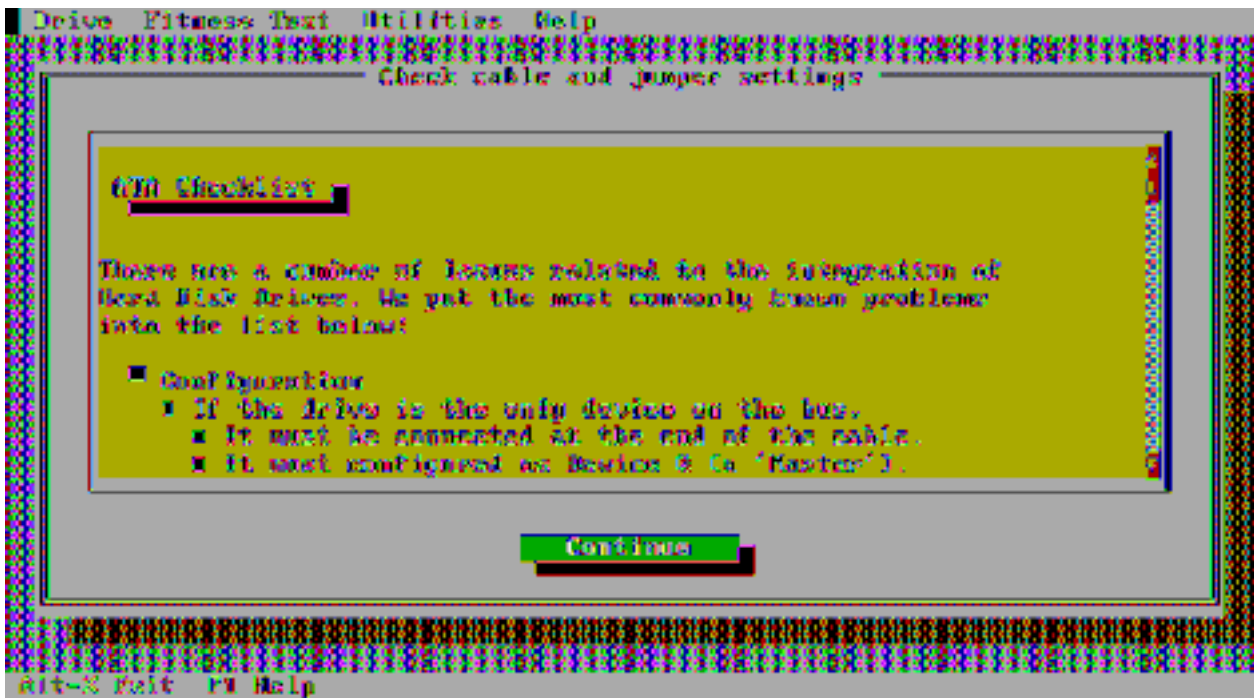 Drive Fitness Test Utilities Help
Check cable and jumper settings
ATA Checklist
There are a number of issues related to the integration of
Hard Disk Drives. We put the most commonly known problems
into the list below:
Configuration
If the drive is the only device on the bus.
It must be connected at the end of the cable.
It must configured as Device 0 (a 'Master').
Continue
Alt-X Exit F1 Help